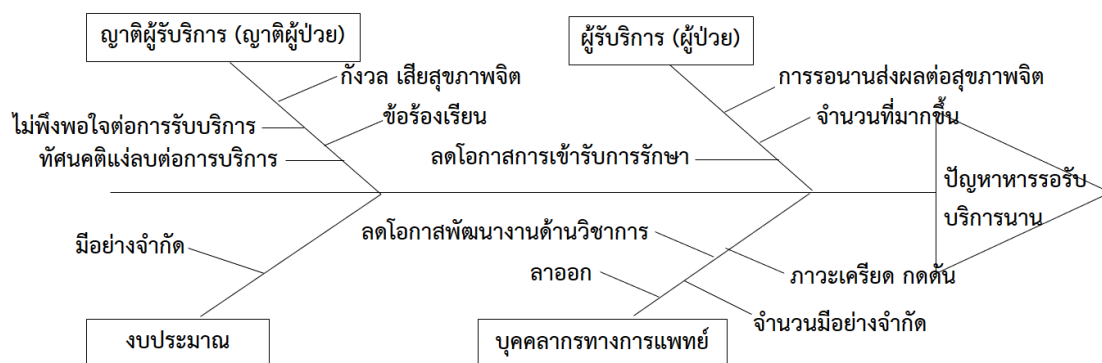 ญาติผู้รับริการ (ญาติผู้ป่วย)
ผู้รับริการ (ผู้ป่วย)
กังวล เสียสุขภาพจิต
การรอนานส่งผลต่อสุขภาพจิต
ไม่พึงพอใจต่อการรับบริการ
ข้อร้องเรียน
จำนวนที่มากขึ้น
ทัศนคติแง่ลบต่อการบริการ
ลดโอกาสการเข้ารับการรักษา
ปัญหาหารรอรับ
บริการนาน
มีอย่างจำกัด
ลดโอกาสพัฒนางานด้านวิชาการ
ลาออก
ภาวะเครียด กดดัน
จำนวนมีอย่างจำกัด
งบประมาณ
บุคคลากรทางการแพทย์